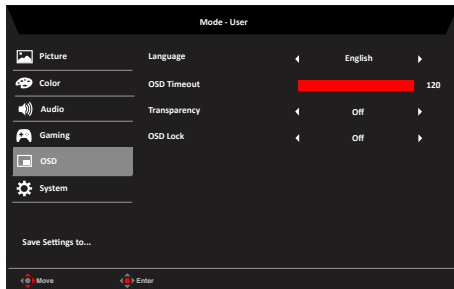 Mode - User
Picture
Language
English
Color
OSD Timeout
120
Audio
Transparency
Off
Gaming
OSD Lock
Off
OSD
System
Save Settings to...
Move
Enter